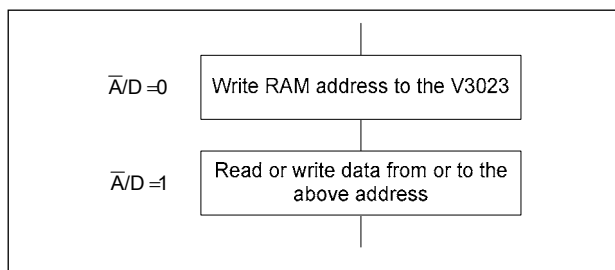 A̅/D =0 Write RAM address to the V3023
A̅/D =1 Read or write data from or to the
above address